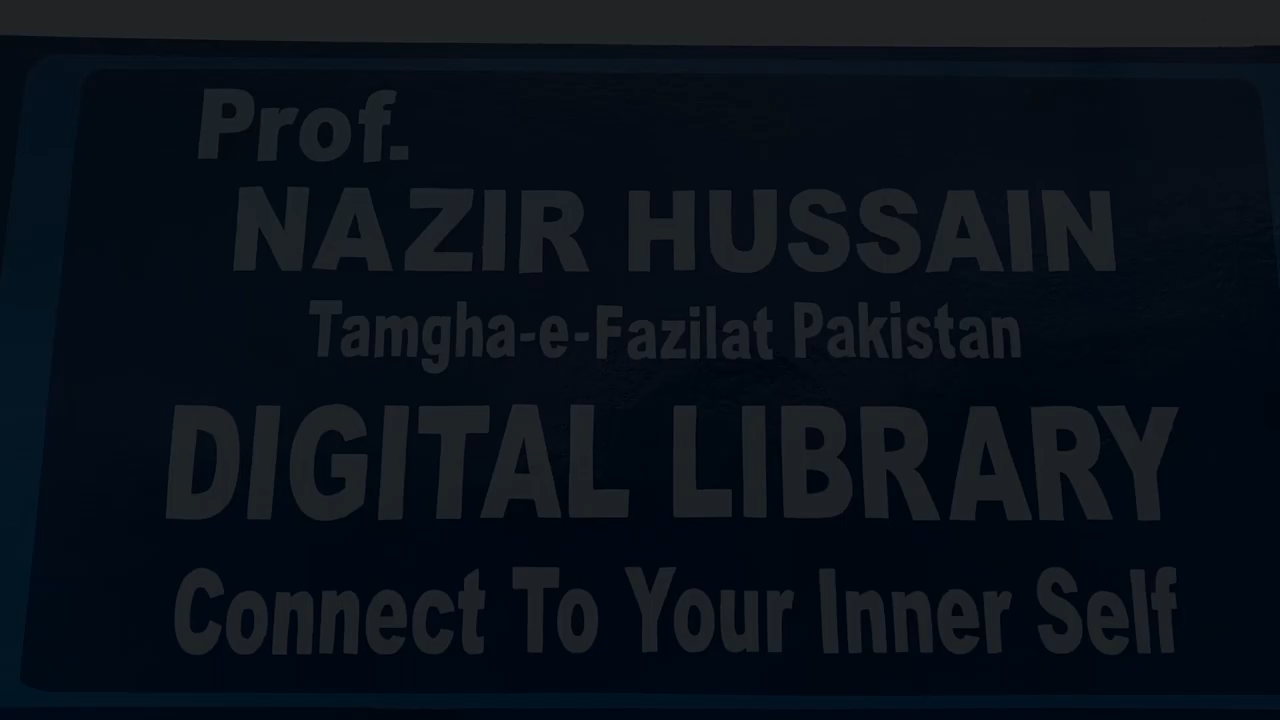 Prof.
NAZIR HUSSAIN
Tamgha-e-Fazilat Pakistan
DIGITAL LIBRARY
Connect To Your Inner Self